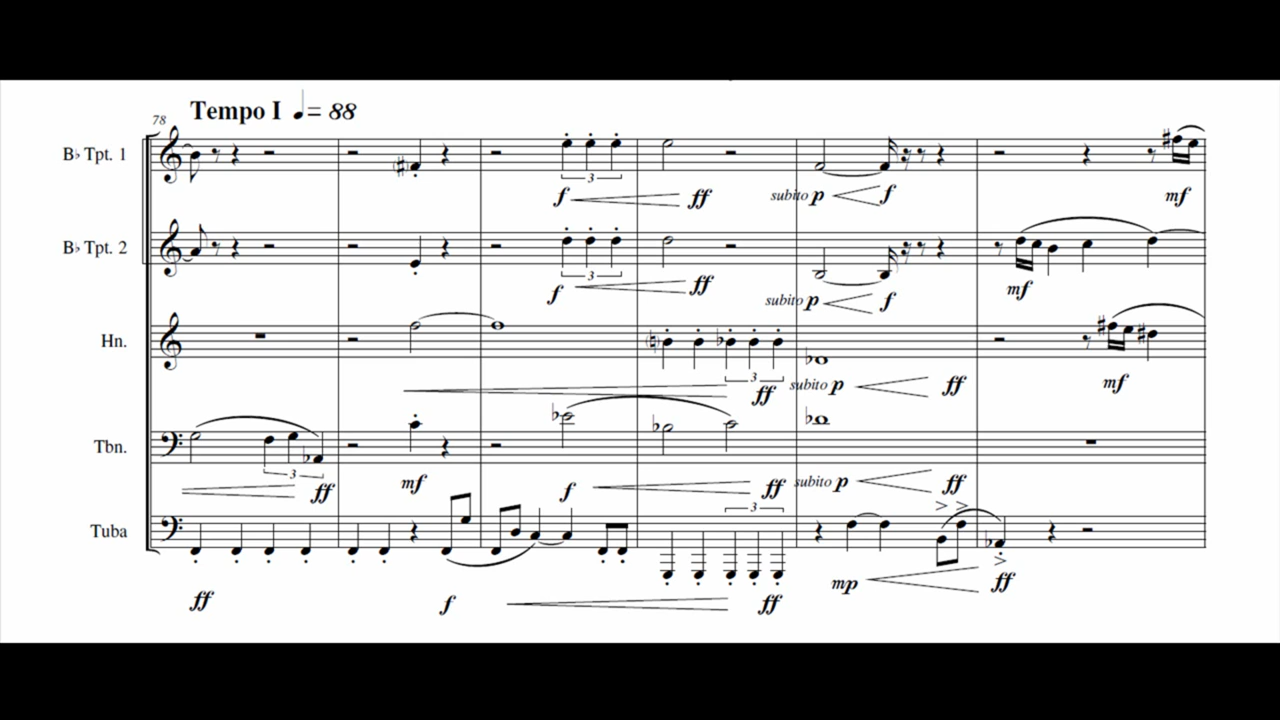 Tempo I ♩= 88
78
B♭ Tpt. 1
3
f ff subito p f mf
B♭ Tpt. 2
3
f ff subito p f mf
Hn.
3
ff subito p ff mf
Tbn.
3
ff mf f ff subito p ff
3
Tuba
ff f ff mp ff